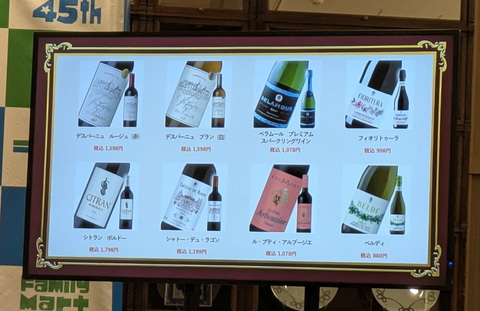 45th
デスパーニュ ルージュ (赤)
税込 1,598円
デスパーニュ ブラン (白)
税込 1,598円
ベラムール プレミアム
スパークリングワイン
税込 1,078円
フィオリトゥーラ
税込 998円
BELAMOUR
FIORITURA
シトラン ボルドー
税込 1,798円
シャトー・デュ・ラゴン
税込 1,199円
ル・プティ・アルブージエ
税込 1,078円
ベルディ
税込 880円
CITRAN
Family
Mart